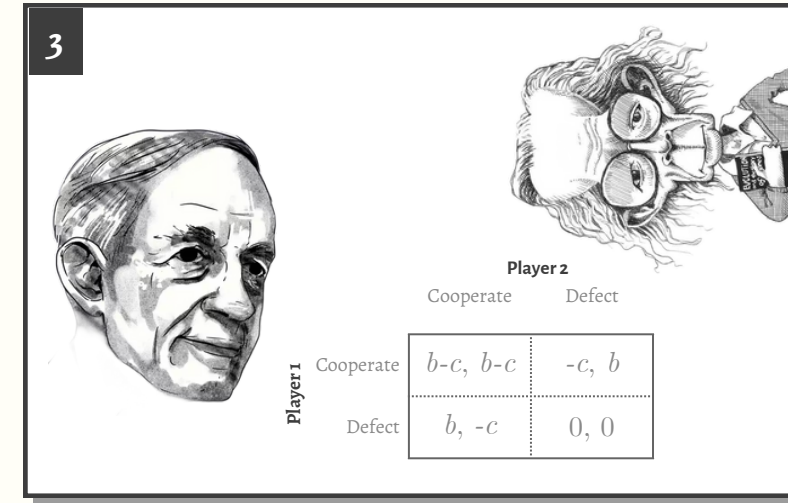 3
Player 2
Cooperate Defect
Player 1
Cooperate b-c, b-c -c, b
Defect b, -c 0, 0